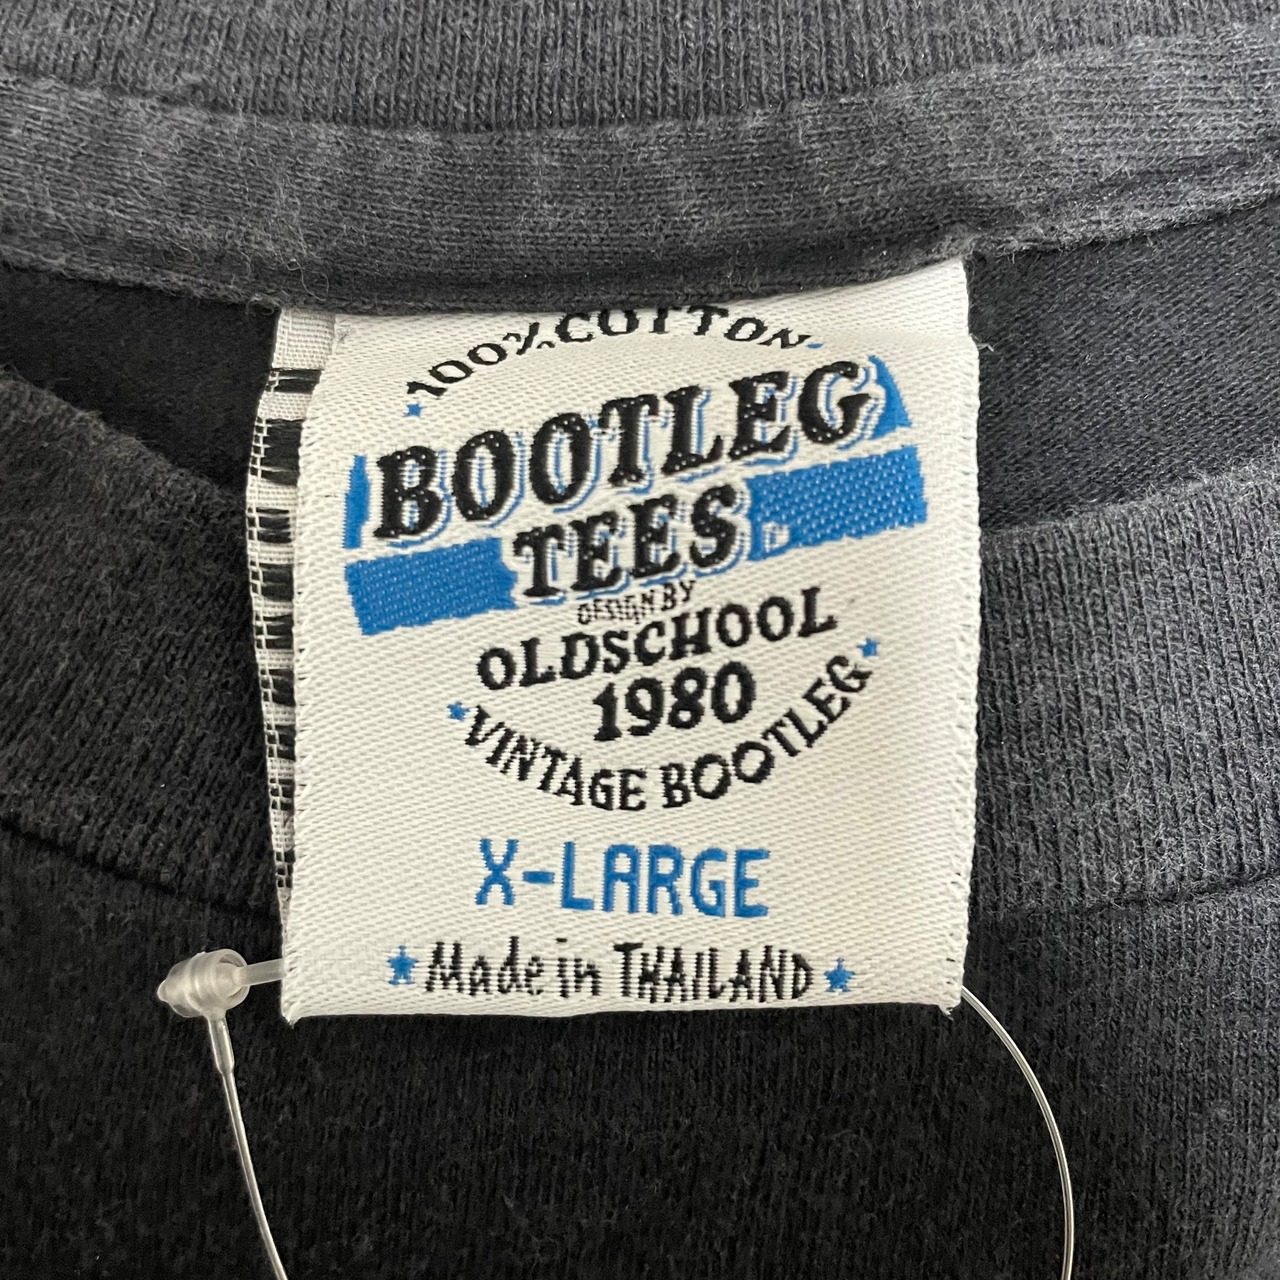 100% COTTON
BOOTLEG
TEES
DESIGN BY
OLDSCHOOL
1980
VINTAGE BOOTLEG
X-LARGE
Made in THAILAND